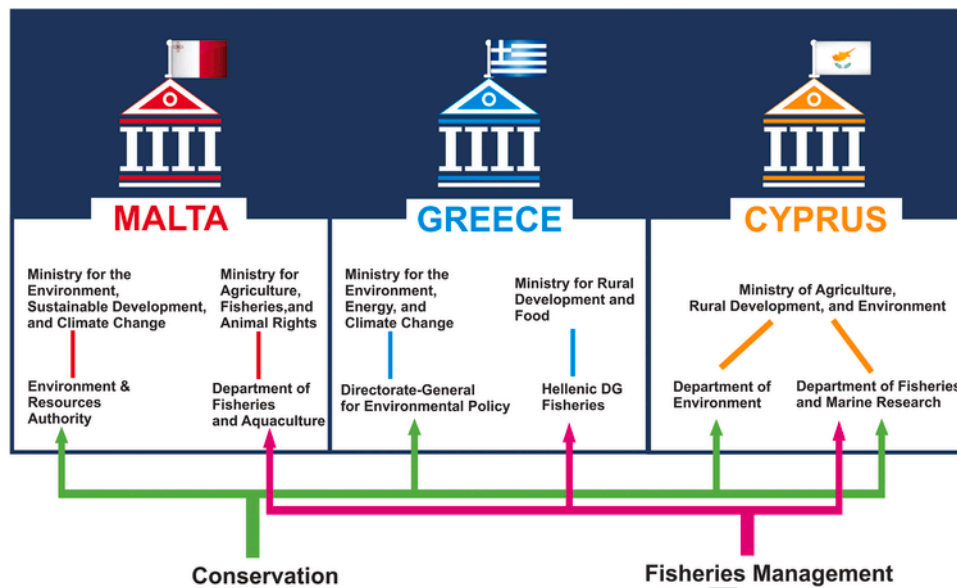 MALTA
GREECE
CYPRUS
Ministry for the
Environment,
Sustainable Development,
and Climate Change
Ministry for
Agriculture,
Fisheries,and
Animal Rights
Environment &
Resources
Authority
Department of
Fisheries
and Aquaculture
Ministry for the
Environment,
Energy, and
Climate Change
Ministry for Rural
Development and
Food
Directorate-General
for Environmental Policy
Hellenic DG
Fisheries
Ministry of Agriculture,
Rural Development, and Environment
Department of
Environment
Department of Fisheries
and Marine Research
Conservation
Fisheries Management